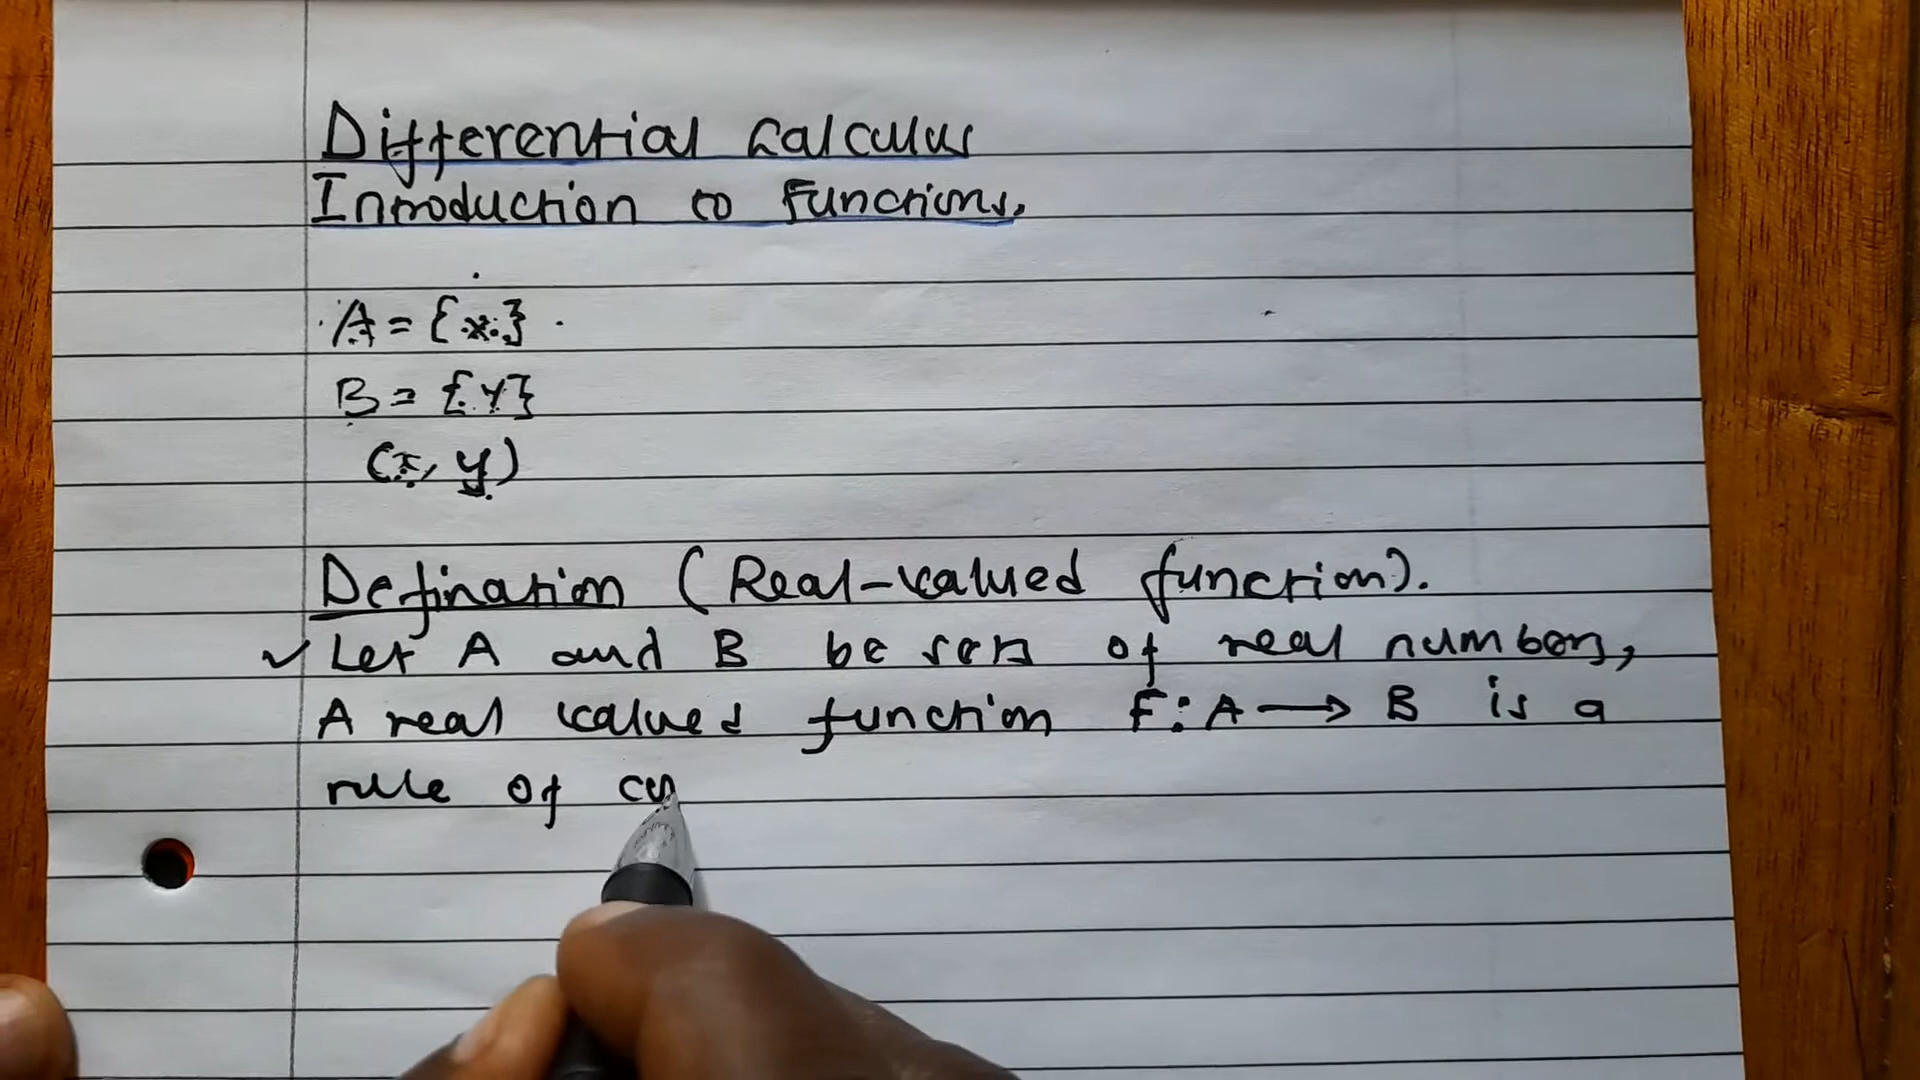 Differential Calculus
Introduction to Functions.
A = {x}
B = {Y}
(x, y)
Defination (Real-valued function).
✓ Let A and B be sets of real numbers,
A real valued function F: A → B is a
rule of co